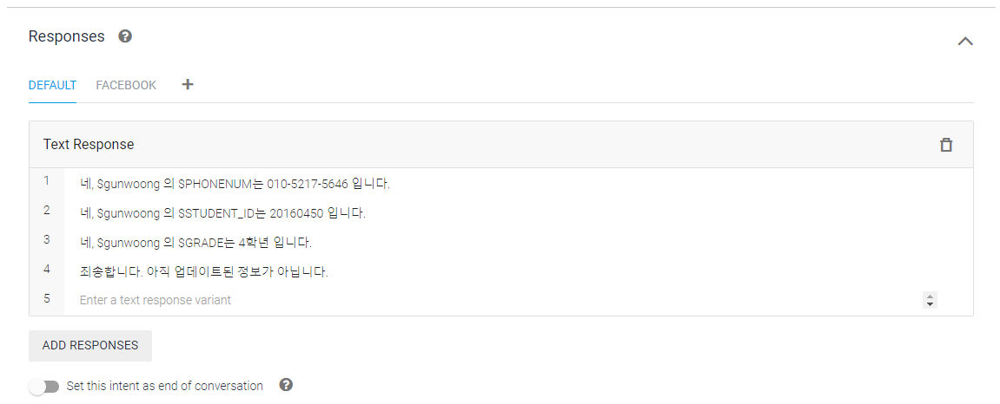 Responses
DEFAULT FACEBOOK +
Text Response
1 네, $gunwoong 의 $PHONENUM는 010-5217-5646 입니다.
2 네, $gunwoong 의 $STUDENT_ID는 20160450 입니다.
3 네, $gunwoong 의 $GRADE는 4학년 입니다.
4 죄송합니다. 아직 업데이트된 정보가 아닙니다.
5 Enter a text response variant
ADD RESPONSES
Set this intent as end of conversation